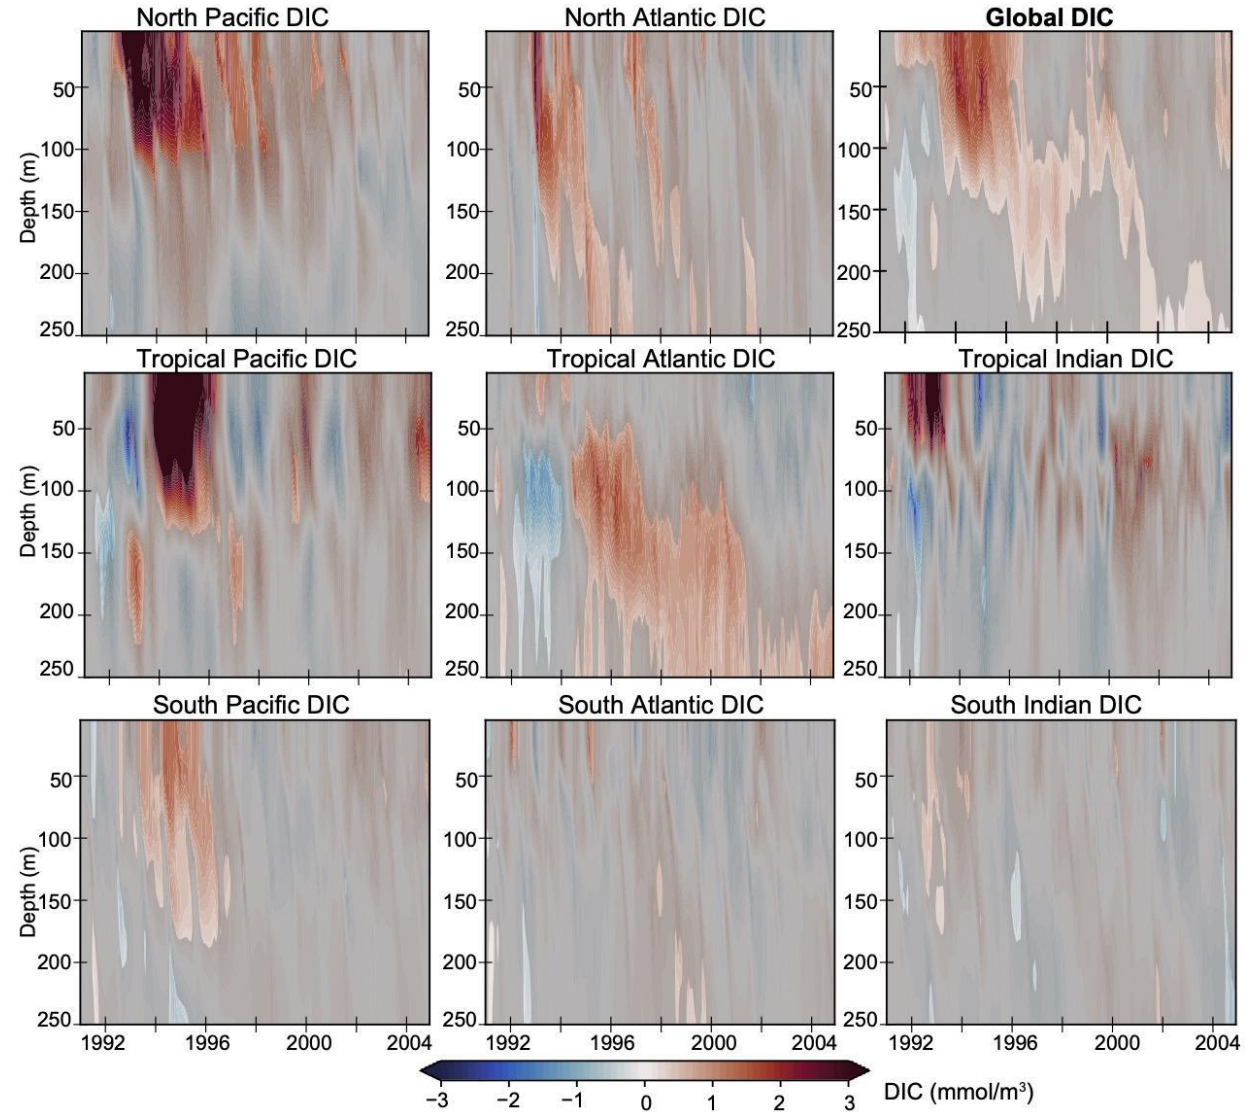 North Pacific DIC
North Atlantic DIC
Global DIC
Depth (m)
50
100
150
200
250
50
100
150
200
250
50
100
150
200
250
Tropical Pacific DIC
Tropical Atlantic DIC
Tropical Indian DIC
Depth (m)
50
100
150
200
250
50
100
150
200
250
50
100
150
200
250
South Pacific DIC
South Atlantic DIC
South Indian DIC
Depth (m)
50
100
150
200
250
50
100
150
200
250
50
100
150
200
250
1992 1996 2000 2004
1992 1996 2000 2004
1992 1996 2000 2004
−3 −2 −1 0 1 2 3
DIC (mmol/m³)